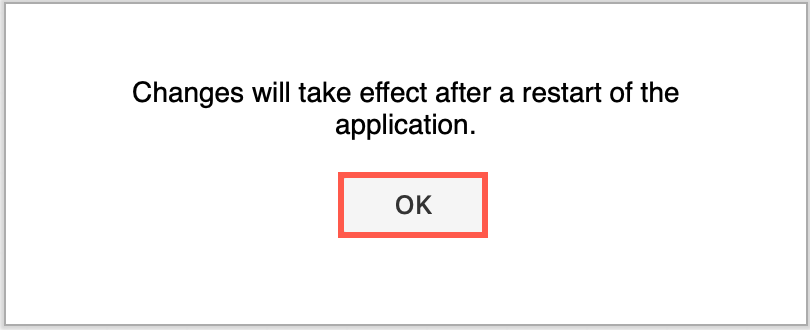 Changes will take effect after a restart of the
application.
OK